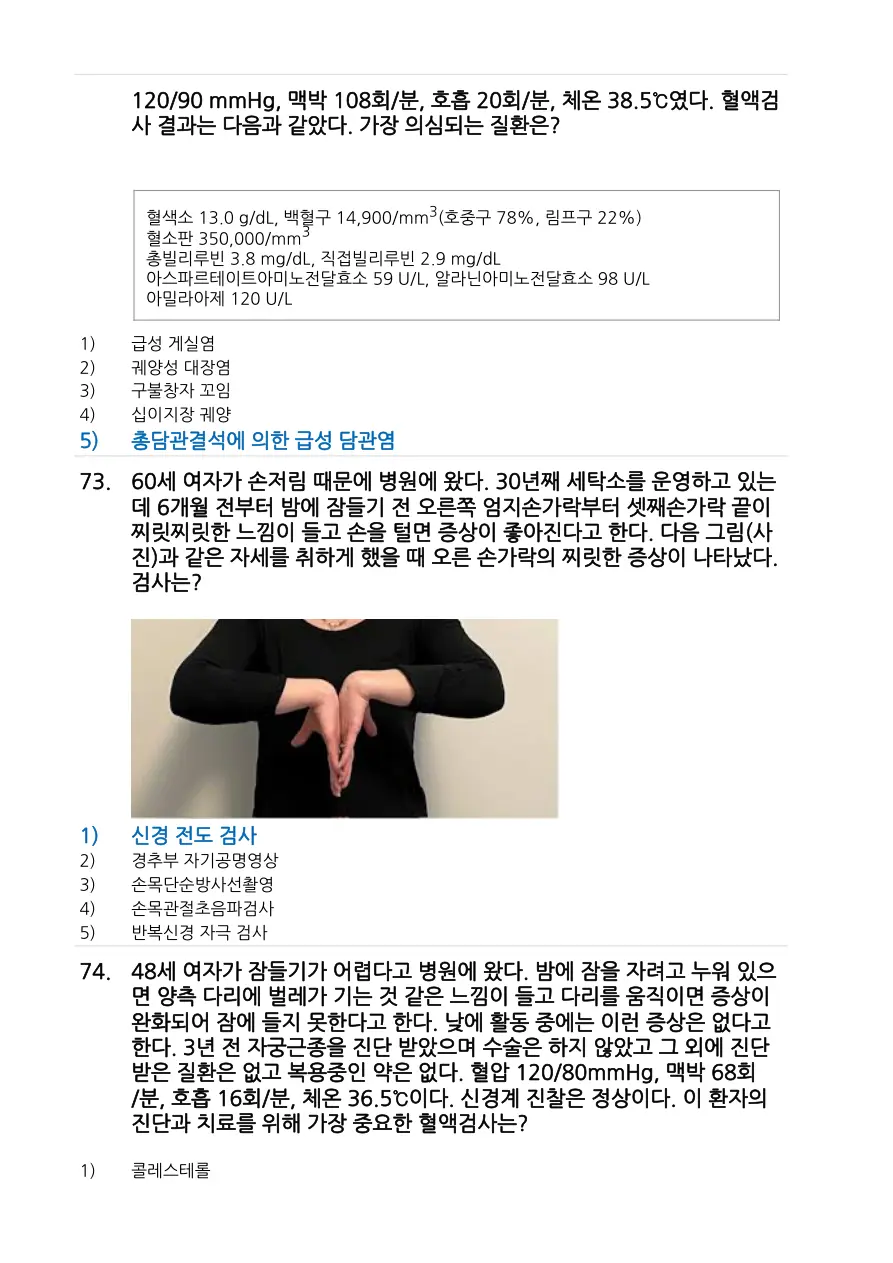 120/90 mmHg, 맥박 108회/분, 호흡 20회/분, 체온 38.5℃였다. 혈액검
사 결과는 다음과 같았다. 가장 의심되는 질환은?
혈색소 13.0 g/dL, 백혈구 14,900/mm3(호중구 78%, 림프구 22%)
혈소판 350,000/mm3
총빌리루빈 3.8 mg/dL, 직접빌리루빈 2.9 mg/dL
아스파르테이트아미노전달효소 59 U/L, 알라닌아미노전달효소 98 U/L
아밀라아제 120 U/L
1) 급성 게실염
2) 궤양성 대장염
3) 구불창자 꼬임
4) 십이지장 궤양
5) 총담관결석에 의한 급성 담관염
73. 60세 여자가 손저림 때문에 병원에 왔다. 30년째 세탁소를 운영하고 있는
데 6개월 전부터 밤에 잠들기 전 오른쪽 엄지손가락부터 셋째손가락 끝이
찌릿찌릿한 느낌이 들고 손을 털면 증상이 좋아진다고 한다. 다음 그림(사
진)과 같은 자세를 취하게 했을 때 오른 손가락의 찌릿한 증상이 나타났다.
검사는?
1) 신경 전도 검사
2) 경추부 자기공명영상
3) 손목단순방사선촬영
4) 손목관절초음파검사
5) 반복신경 자극 검사
74. 48세 여자가 잠들기가 어렵다고 병원에 왔다. 밤에 잠을 자려고 누워 있으
면 양측 다리에 벌레가 기는 것 같은 느낌이 들고 다리를 움직이면 증상이
완화되어 잠에 들지 못한다고 한다. 낮에 활동 중에는 이런 증상은 없다고
한다. 3년 전 자궁근종을 진단 받았으며 수술은 하지 않았고 그 외에 진단
받은 질환은 없고 복용중인 약은 없다. 혈압 120/80mmHg, 맥박 68회
/분, 호흡 16회/분, 체온 36.5℃이다. 신경계 진찰은 정상이다. 이 환자의
진단과 치료를 위해 가장 중요한 혈액검사는?
1) 콜레스테롤